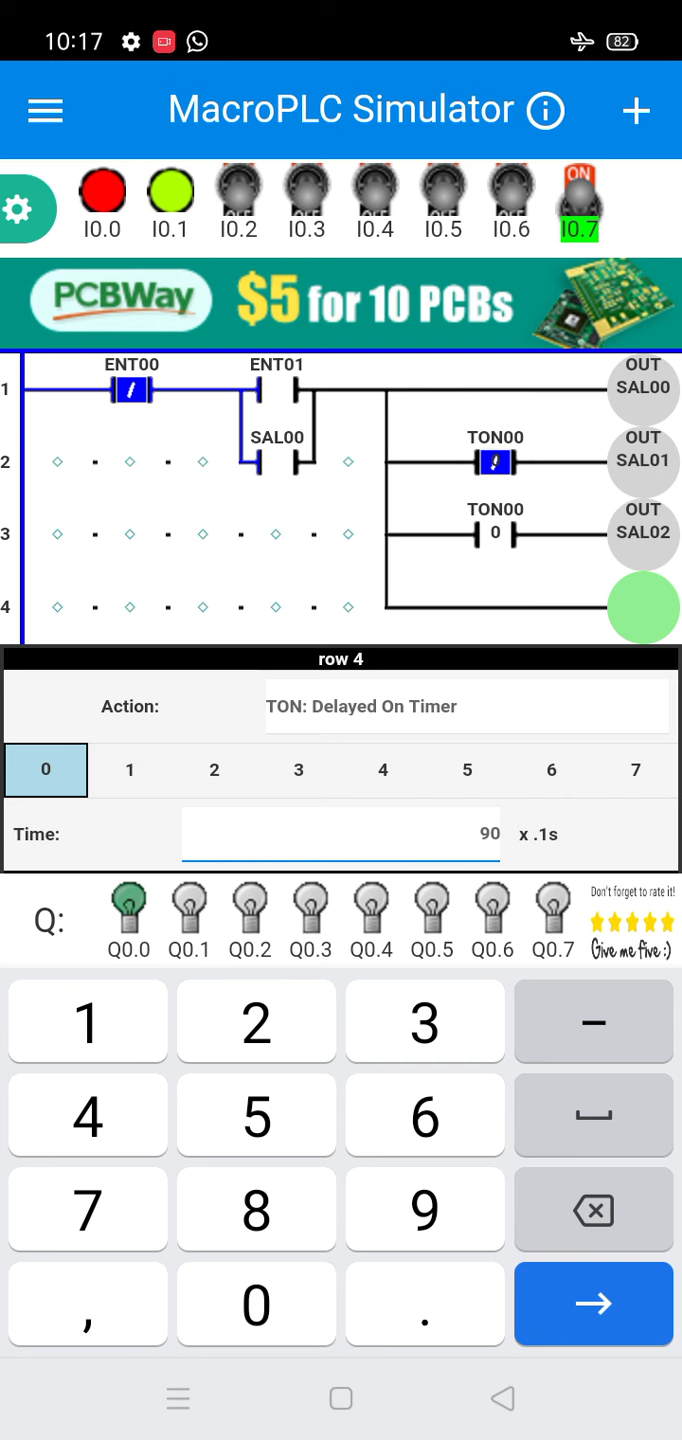 10:17
82
MacroPLC Simulator
I0.0 I0.1 I0.2 I0.3 I0.4 I0.5 I0.6 I0.7
ON
PCBWay $5 for 10 PCBs
ENT00 ENT01 OUT
1 SAL00
SAL00 TON00 OUT
2 SAL01
TON00 OUT
3 0 SAL02
4
row 4
Action: TON: Delayed On Timer
0 1 2 3 4 5 6 7
Time: 90 x .1s
Don't forget to rate it!
Q:
Q0.0 Q0.1 Q0.2 Q0.3 Q0.4 Q0.5 Q0.6 Q0.7 Give me five :)
1 2 3 –
4 5 6
7 8 9
, 0 .